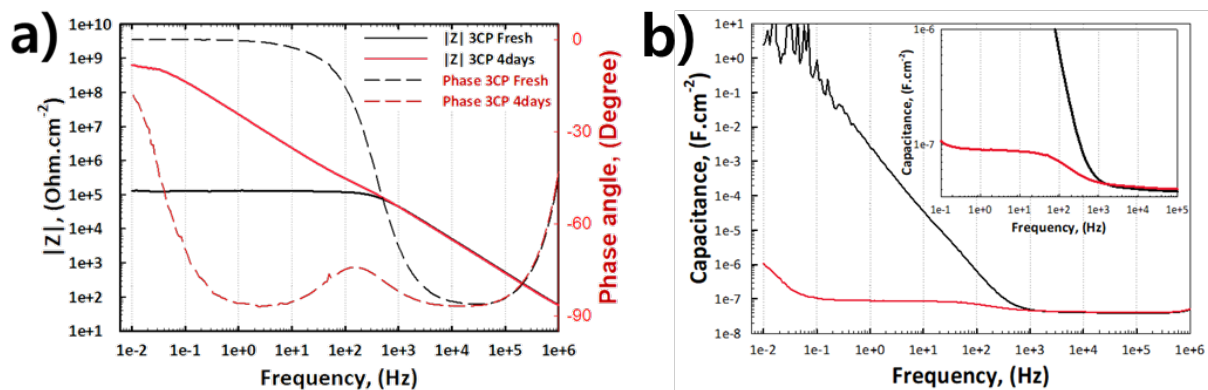 a)
1e+10
1e+9
1e+8
1e+7
1e+6
1e+5
1e+4
1e+3
1e+2
1e+1
|Z|, (Ohm.cm⁻²)
|Z| 3CP Fresh
|Z| 3CP 4days
Phase 3CP Fresh
Phase 3CP 4days
0
-30
-60
-90
Phase angle, (Degree)
1e-2 1e-1 1e+0 1e+1 1e+2 1e+3 1e+4 1e+5 1e+6
Frequency, (Hz)
b)
1e+1
1e+0
1e-1
1e-2
1e-3
1e-4
1e-5
1e-6
1e-7
1e-8
Capacitance, (F.cm⁻²)
1e-6
1e-7
Capacitance, (F.cm⁻²)
1e-1 1e+0 1e+1 1e+2 1e+3 1e+4 1e+5
Frequency, (Hz)
1e-2 1e-1 1e+0 1e+1 1e+2 1e+3 1e+4 1e+5 1e+6
Frequency, (Hz)